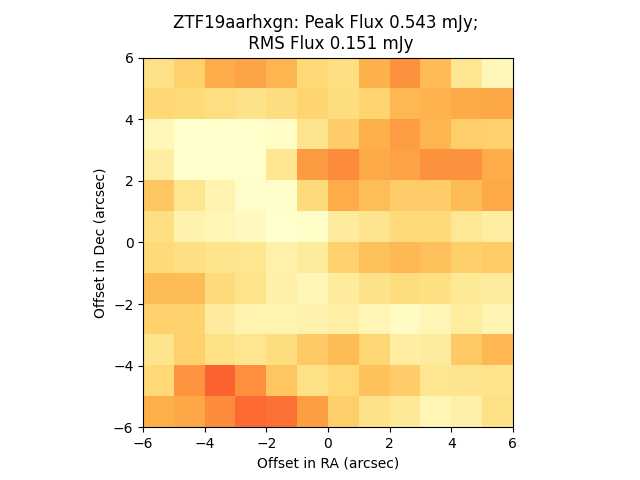 ZTF19aarhxgn: Peak Flux 0.543 mJy;
RMS Flux 0.151 mJy
6
4
2
0
−2
−4
−6
Offset in Dec (arcsec)
−6 −4 −2 0 2 4 6
Offset in RA (arcsec)